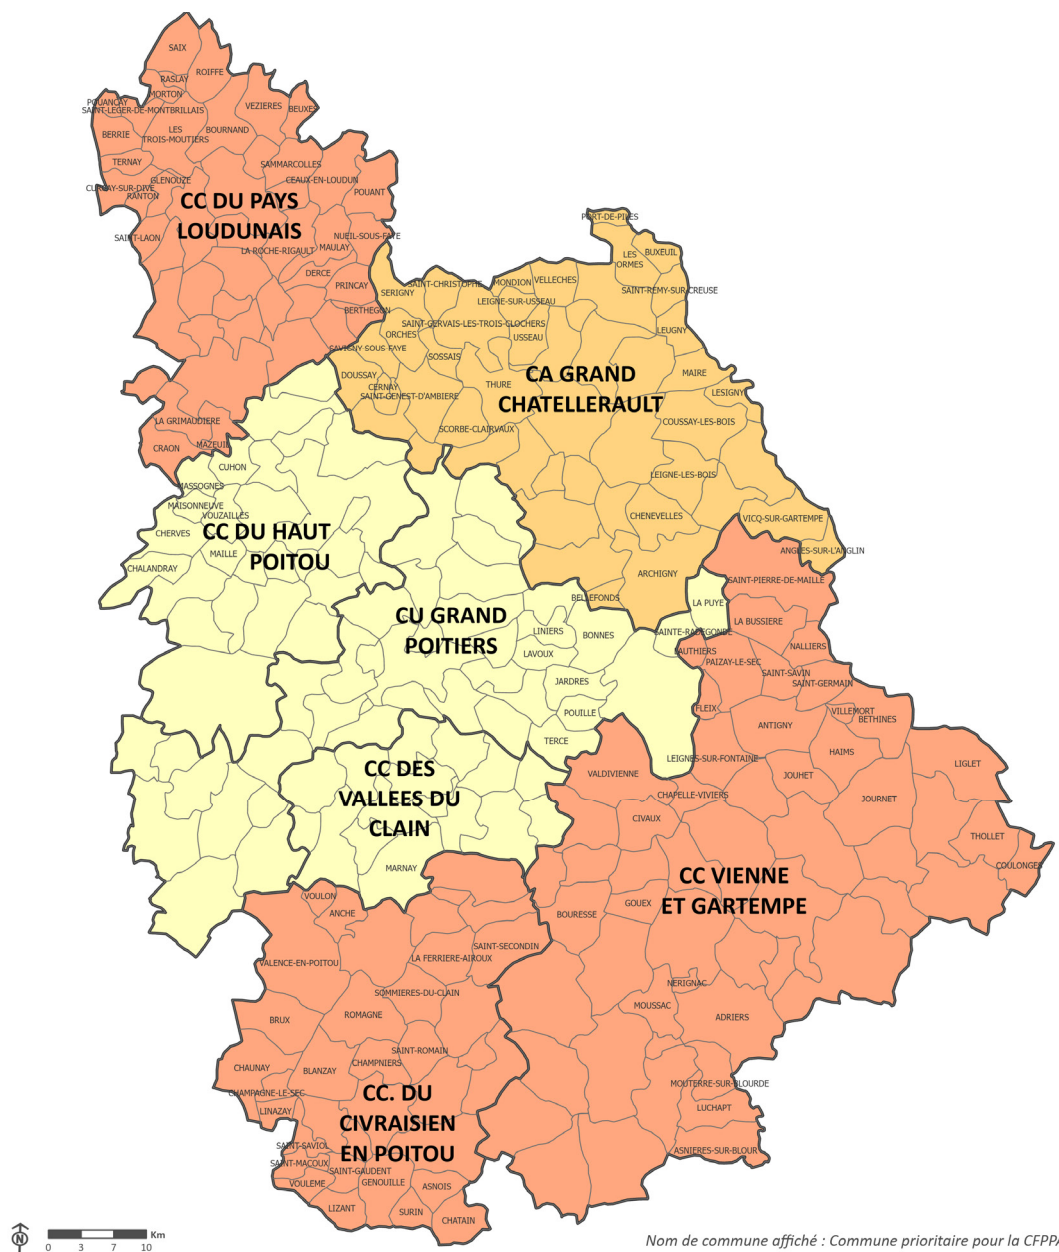 SAIX
ROIFFE
RASLAY
MORTON
POUANCAY
SAINT-LEGER-DE-MONTBRILLAIS
VEZIERES
BEUXES
BERRIE
LES
TROIS-MOUTIERS
BOURNAND
TERNAY
SAMMARCOLLES
GLENOUZE
CEAUX-EN-LOUDUN
CURCAY-SUR-DIVE
RANTON
POUANT
CC DU PAYS
LOUDUNAIS
SAINT-LAON
NUEIL-SOUS-FAYE
LA ROCHE-RIGAULT
MAULAY
DERCE
PRINCAY
BERTHEGON
LA GRIMAUDIERE
CRAON
MAZEUIL
PORT-DE-PILES
LES
ORMES
BUXEUIL
SERIGNY
SAINT-CHRISTOPHE
MONDION
VELLECHES
SAINT-REMY-SUR-CREUSE
LEIGNE-SUR-USSEAU
SAINT-GERVAIS-LES-TROIS-CLOCHERS
ORCHES
USSEAU
LEUGNY
SAVIGNY-SOUS-FAYE
SOSSAIS
DOUSSAY
CERNAY
THURE
SAINT-GENEST-D'AMBIERE
CA GRAND
CHATELLERAULT
MAIRE
LESIGNY
SCORBE-CLAIRVAUX
COUSSAY-LES-BOIS
LEIGNE-LES-BOIS
CHENEVELLES
VICQ-SUR-GARTEMPE
ANGLES-SUR-L'ANGLIN
ARCHIGNY
BELLEFONDS
CUHON
MASSOGNES
MAISONNEUVE
VOUZAILLES
CHERVES
CC DU HAUT
POITOU
MAILLE
CHALANDRAY
CU GRAND
POITIERS
LINIERS
BONNES
LAVOUX
JARDRES
POUILLE
TERCE
LA PUYE
SAINTE-RADEGONDE
CC DES
VALLEES DU
CLAIN
MARNAY
SAINT-PIERRE-DE-MAILLE
LA BUSSIERE
LAUTHIERS
PAIZAY-LE-SEC
NALLIERS
SAINT-SAVIN
SAINT-GERMAIN
FLEIX
VILLEMORT
BETHINES
ANTIGNY
LEIGNES-SUR-FONTAINE
HAIMS
LIGLET
VALDIVIENNE
JOUHET
CHAPELLE-VIVIERS
JOURNET
CIVAUX
THOLLET
COULONGES
CC VIENNE
ET GARTEMPE
GOUEX
BOURESSE
NERIGNAC
MOUSSAC
ADRIERS
MOUTERRE-SUR-BLOURDE
LUCHAPT
ASNIERES-SUR-BLOUR
VOULON
ANCHE
SAINT-SECONDIN
LA FERRIERE-AIROUX
VALENCE-EN-POITOU
SOMMIERES-DU-CLAIN
BRUX
ROMAGNE
SAINT-ROMAIN
CHAUNAY
BLANZAY
CHAMPNIERS
CHAMPAGNE-LE-SEC
LINAZAY
CC. DU
CIVRAISIEN
EN POITOU
SAINT-SAVIOL
SAINT-MACOUX
SAINT-GAUDENT
VOULEME
GENOUILLE
ASNOIS
LIZANT
SURIN
CHATAIN
N
Km
0 3 7 10
Nom de commune affiché : Commune prioritaire pour la CFPPA